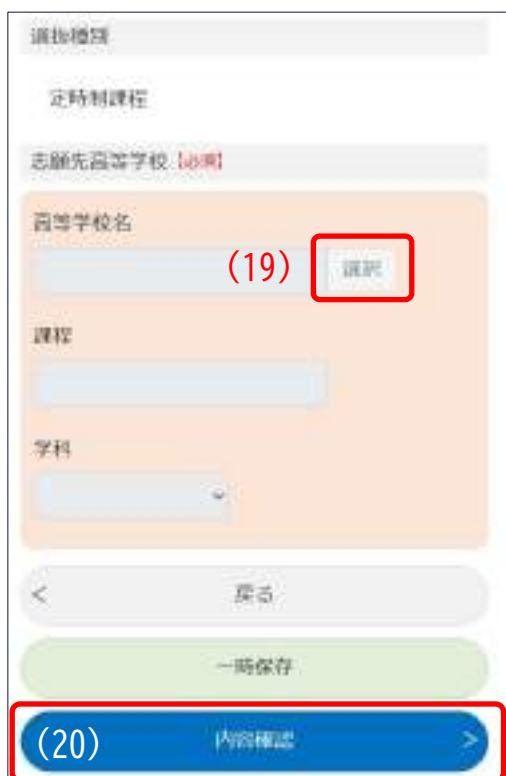 選抜種別
定時制課程
志願先高等学校【必須】
高等学校名
(19) 選択
課程
学科
< 戻る
一時保存
(20) 内容確認 >